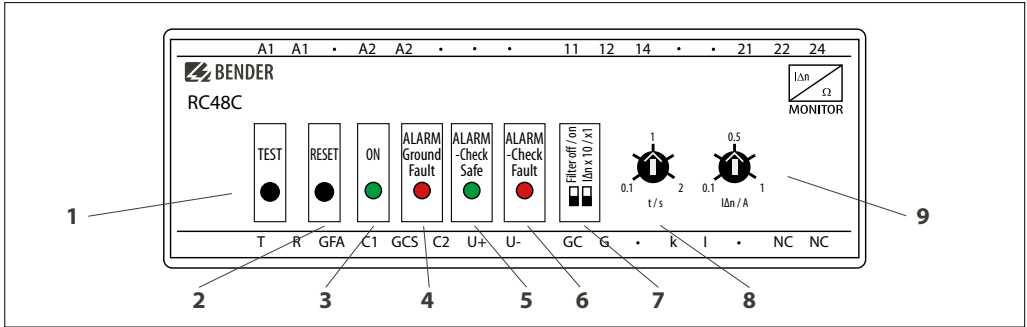 A1 A1 · A2 A2 · · · 11 12 14 · · 21 22 24
BENDER
RC48C
IΔn
Ω
MONITOR
TEST
RESET
ON
ALARM
Ground
Fault
ALARM
-Check
Safe
ALARM
-Check
Fault
Filter off / on
IΔn x 10 / x1
1
0.1 2
t / s
0.5
0.1 1
IΔn / A
T R GFA C1 GCS C2 U+ U- GC G · k l · NC NC
1 2 3 4 5 6 7 8 9